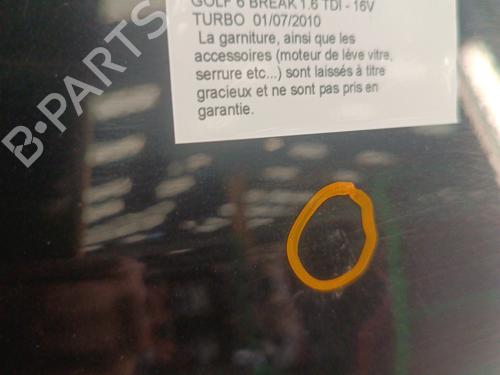 GOLF 6 BREAK 1.6 TDI - 16V
TURBO 01/07/2010
La garniture, ainsi que les
accessoires (moteur de lève vitre,
serrure etc...) sont laissés à titre
gracieux et ne sont pas pris en
garantie.
B-PARTS